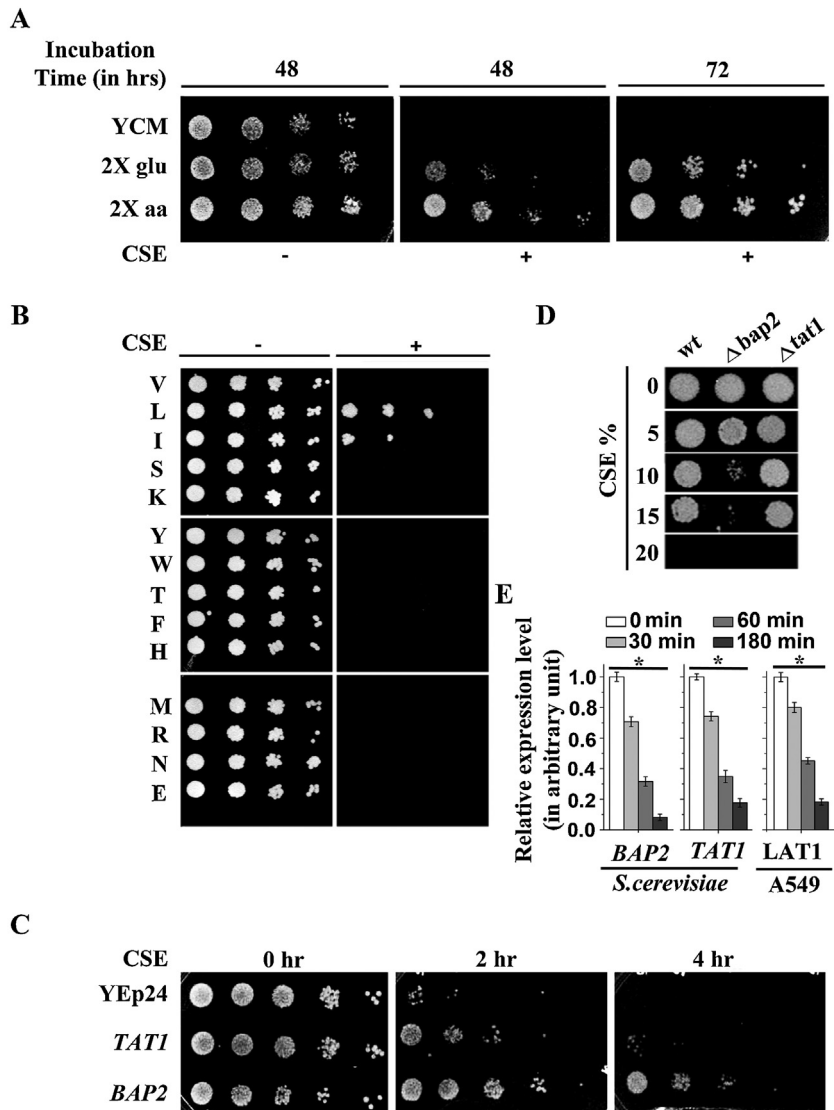 A
Incubation
Time (in hrs)
48
48
72
YCM
2X glu
2X aa
CSE
-
+
+
B
CSE
-
+
V
L
I
S
K
Y
W
T
F
H
M
R
N
E
D
wt
Δbap2
Δtat1
CSE %
0
5
10
15
20
E
0 min
60 min
30 min
180 min
Relative expression level
(in arbitrary unit)
*
*
*
1.0
0.8
0.6
0.4
0.2
0.0
BAP2
TAT1
LAT1
S.cerevisiae
A549
C
CSE
0 hr
2 hr
4 hr
YEp24
TAT1
BAP2